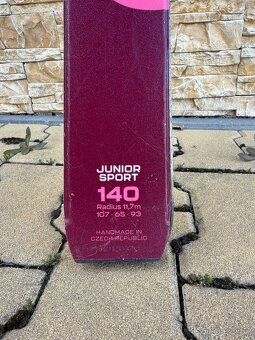 JUNIOR
SPORT
140
Radius 11,7m
107 - 65 - 93
HANDMADE IN
CZECH REPUBLIC